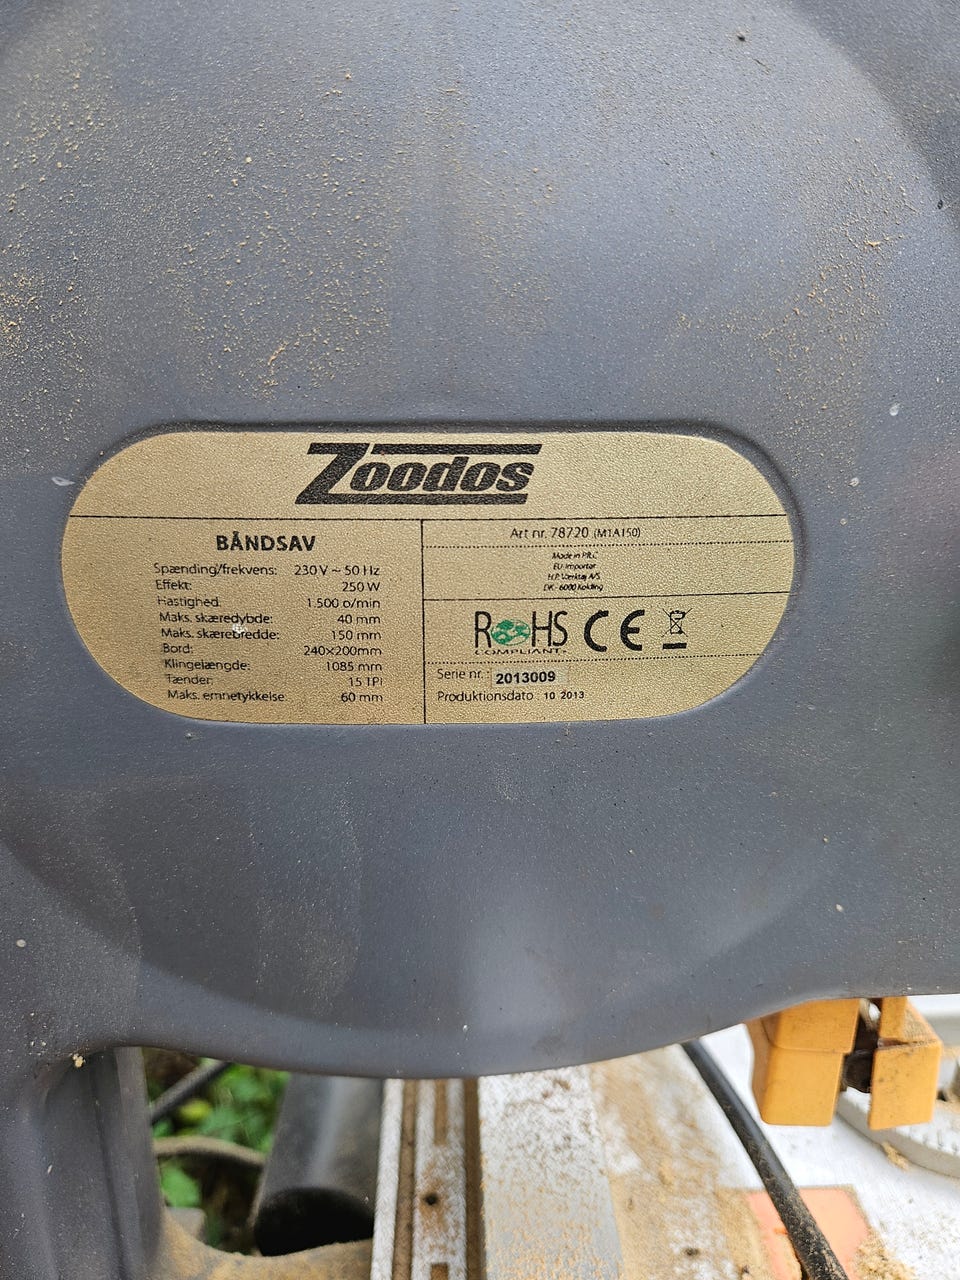 Zoodos
BÅNDSAV
Spænding/frekvens: 230 V ~ 50 Hz
Effekt: 250 W
Hastighed: 1.500 o/min
Maks. skæredybde: 40 mm
Maks. skærebredde: 150 mm
Bord: 240×200mm
Klingelængde: 1085 mm
Tænder: 15 TPI
Maks. emnetykkelse: 60 mm
Art nr. 78720 (M1A150)
Made in P.R.C
EU-Importør
H.P. Værktøj A/S
DK - 6000 Kolding
RoHS CE
COMPLIANT
Serie nr.: 2013009
Produktionsdato : 10 2013